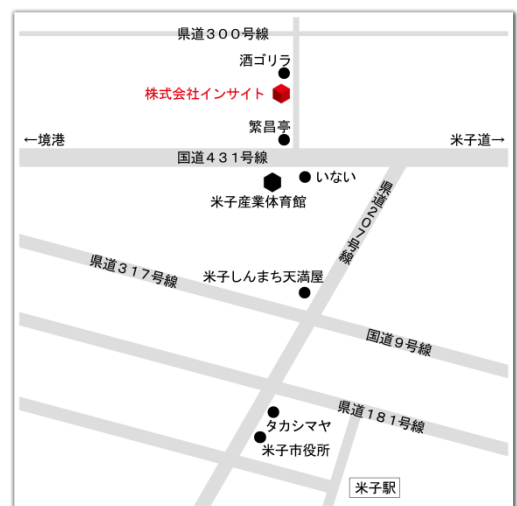 県道３００号線
酒ゴリラ
株式会社インサイト
繁昌亭
←境港
米子道→
国道４３１号線
いない
米子産業体育館
県道２０７号線
県道３１７号線
米子しんまち天満屋
国道９号線
県道１８１号線
タカシマヤ
米子市役所
米子駅